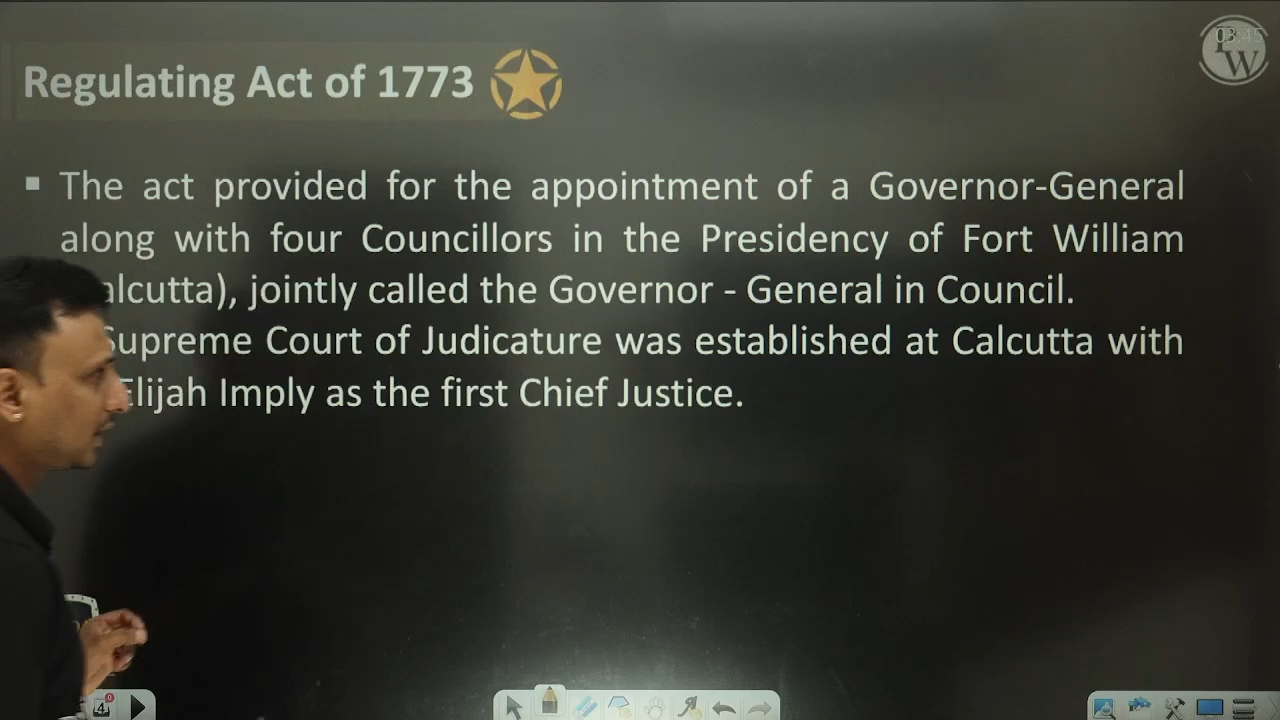 Regulating Act of 1773
The act provided for the appointment of a Governor-General
along with four Councillors in the Presidency of Fort William
alcutta), jointly called the Governor - General in Council.
Supreme Court of Judicature was established at Calcutta with
Elijah Imply as the first Chief Justice.